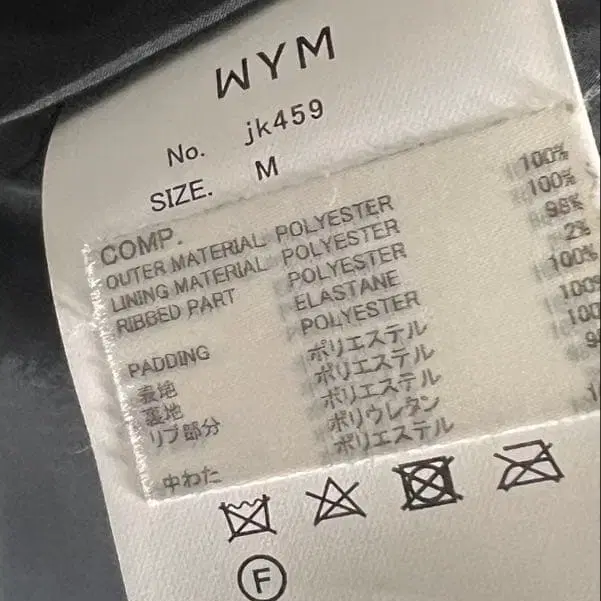 WYM
No. jk459
SIZE. M
COMP.
OUTER MATERIAL POLYESTER 100%
LINING MATERIAL POLYESTER 100%
RIBBED PART POLYESTER 98%
ELASTANE 2%
PADDING POLYESTER 100%
表地 ポリエステル 100
裏地 ポリエステル 100
リブ部分 ポリエステル
ポリウレタン
中わた ポリエステル
F